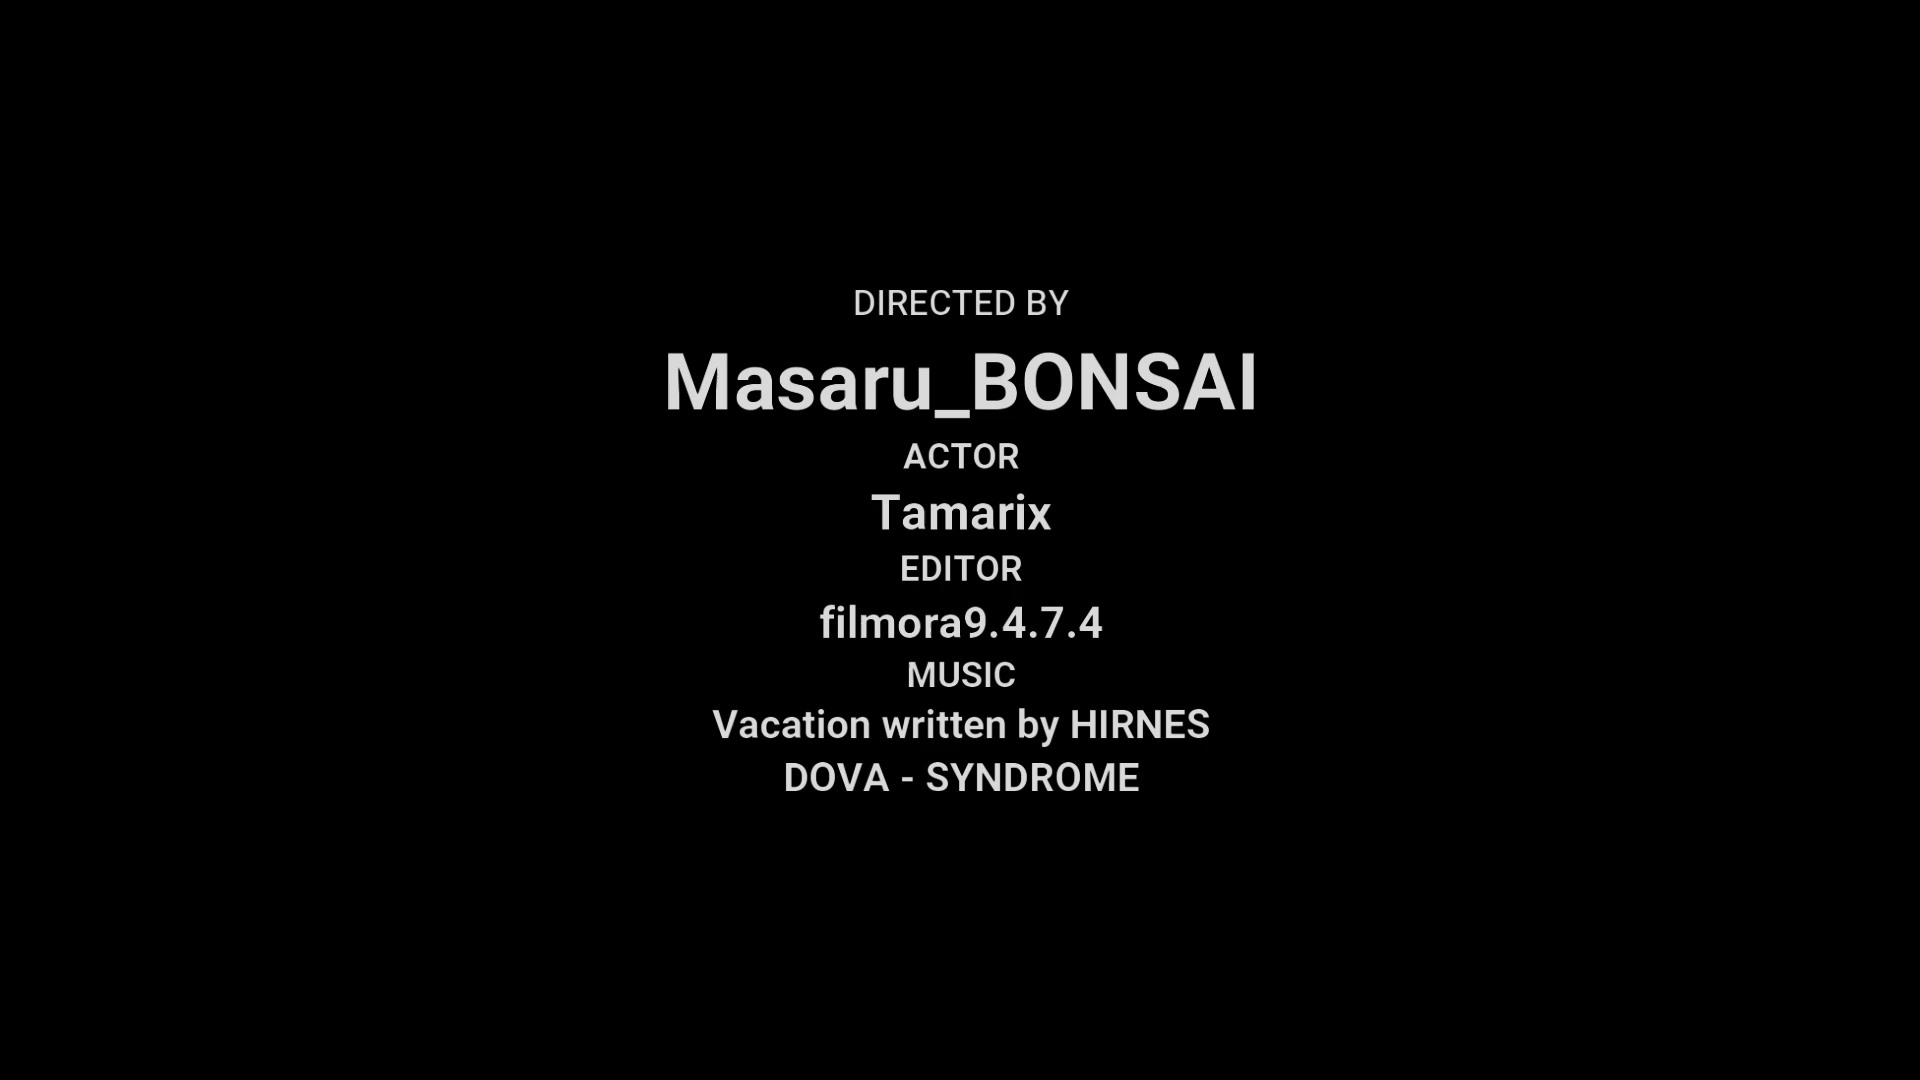 DIRECTED BY
Masaru_BONSAI
ACTOR
Tamarix
EDITOR
filmora9.4.7.4
MUSIC
Vacation written by HIRNES
DOVA - SYNDROME